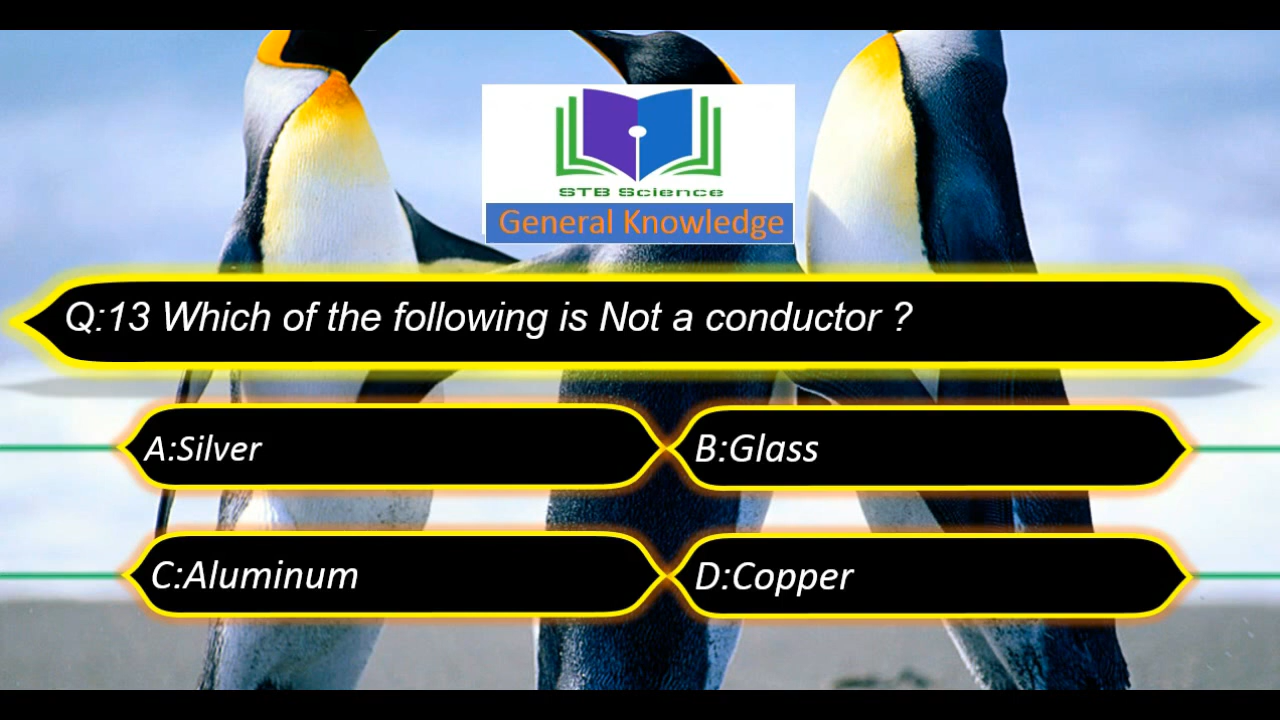 STB Science
General Knowledge
Q:13 Which of the following is Not a conductor ?
A:Silver
B:Glass
C:Aluminum
D:Copper